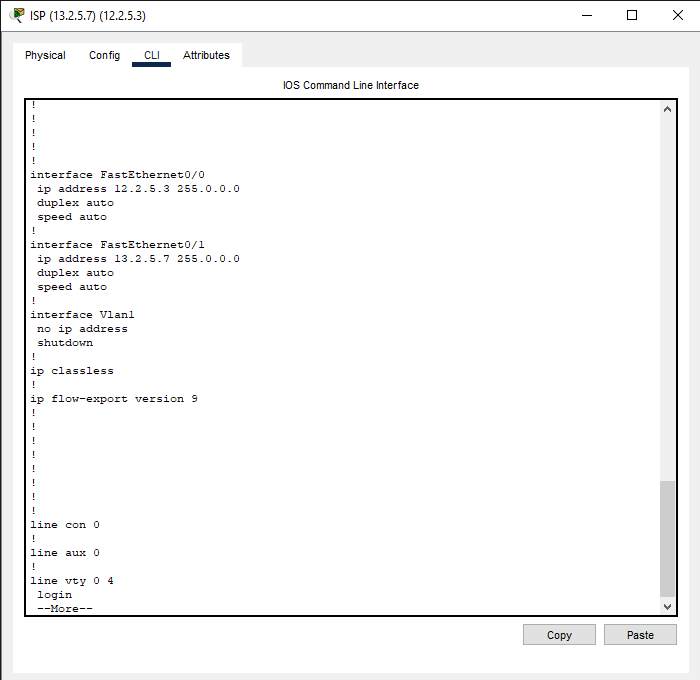 ISP (13.2.5.7) (12.2.5.3)
Physical Config CLI Attributes
IOS Command Line Interface
!
!
!
!
!
interface FastEthernet0/0
 ip address 12.2.5.3 255.0.0.0
 duplex auto
 speed auto
!
interface FastEthernet0/1
 ip address 13.2.5.7 255.0.0.0
 duplex auto
 speed auto
!
interface Vlan1
 no ip address
 shutdown
!
ip classless
!
ip flow-export version 9
!
!
!
!
!
!
!
!
line con 0
!
line aux 0
!
line vty 0 4
 login
 --More--
Copy Paste